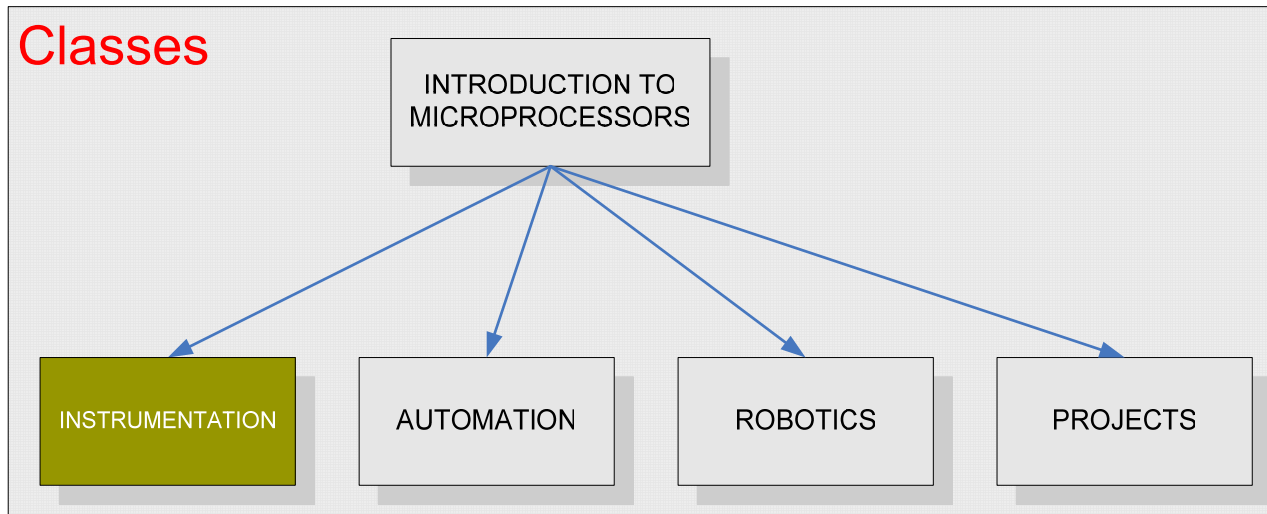 Classes
INTRODUCTION TO
MICROPROCESSORS
INSTRUMENTATION
AUTOMATION
ROBOTICS
PROJECTS